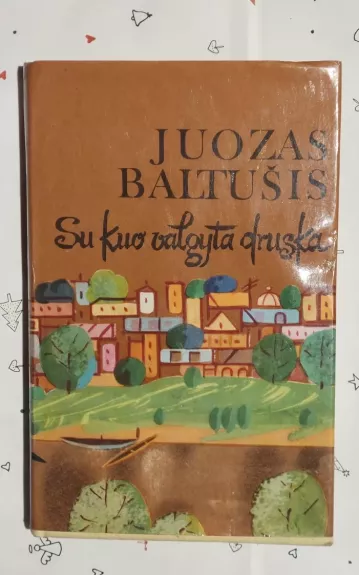 JUOZAS
BALTUŠIS
Su kuo valgyta druska